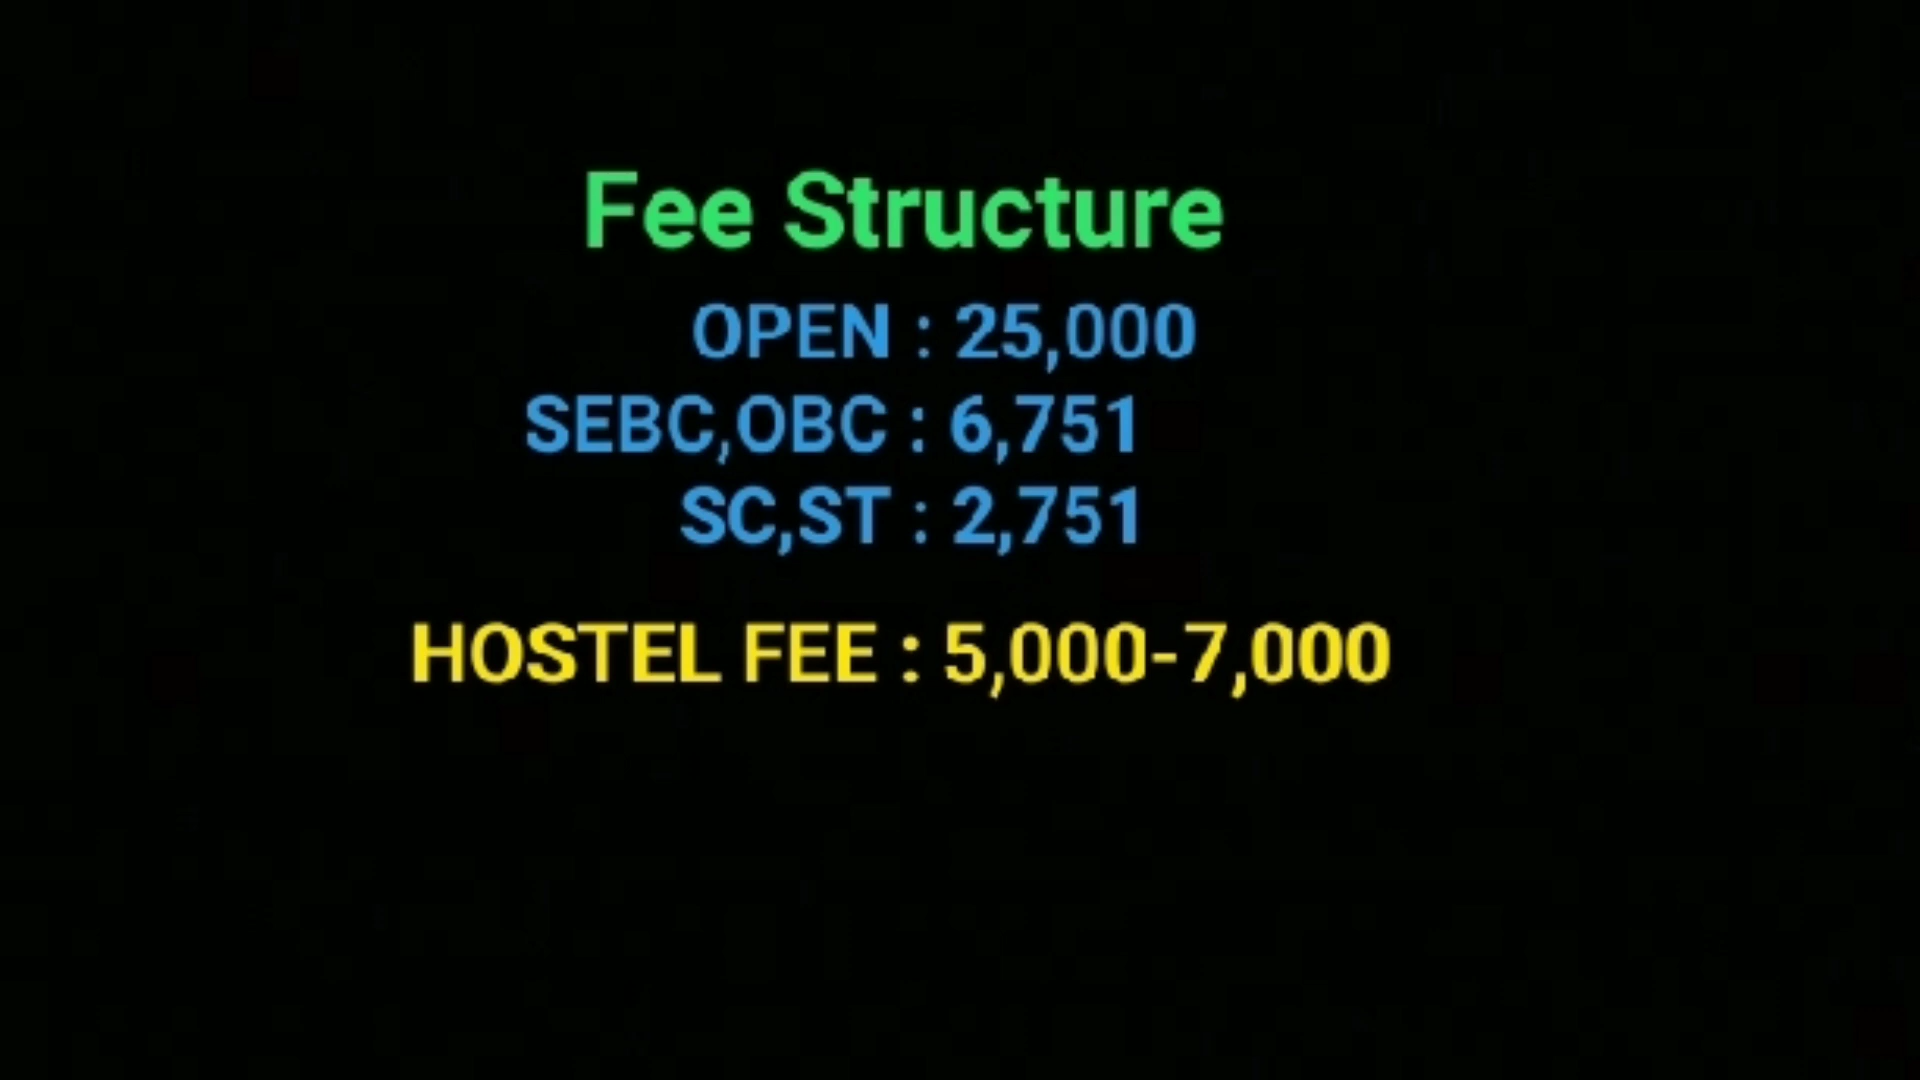 Fee Structure
OPEN : 25,000
SEBC,OBC : 6,751
SC,ST : 2,751
HOSTEL FEE : 5,000-7,000